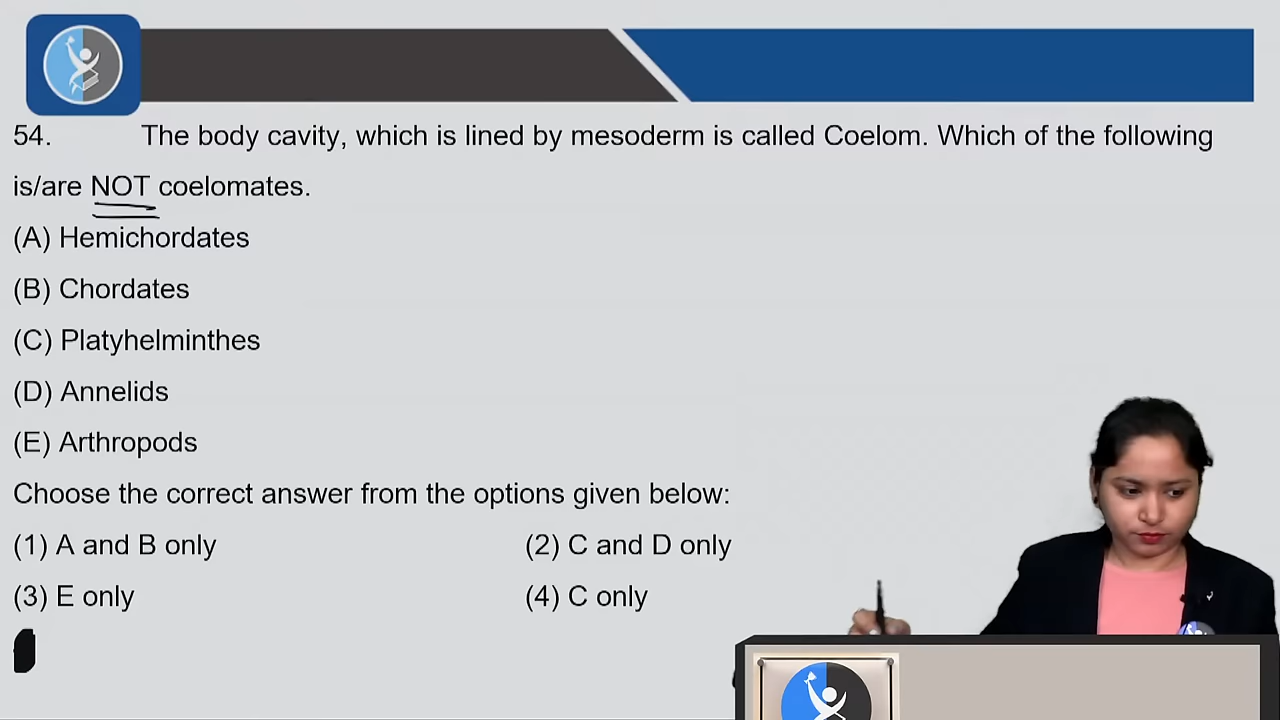 54. The body cavity, which is lined by mesoderm is called Coelom. Which of the following
is/are NOT coelomates.
(A) Hemichordates
(B) Chordates
(C) Platyhelminthes
(D) Annelids
(E) Arthropods
Choose the correct answer from the options given below:
(1) A and B only (2) C and D only
(3) E only (4) C only